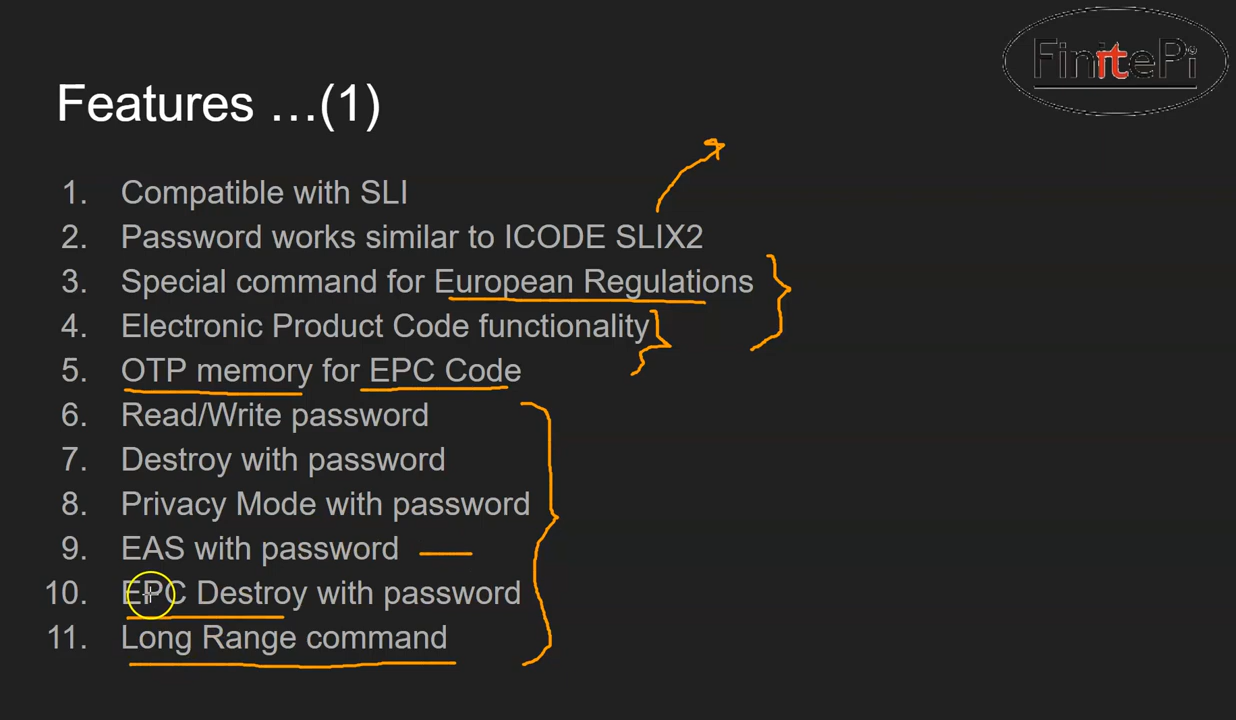 FinitePi
Features …(1)
1. Compatible with SLI
2. Password works similar to ICODE SLIX2
3. Special command for European Regulations
4. Electronic Product Code functionality
5. OTP memory for EPC Code
6. Read/Write password
7. Destroy with password
8. Privacy Mode with password
9. EAS with password
10. EPC Destroy with password
11. Long Range command